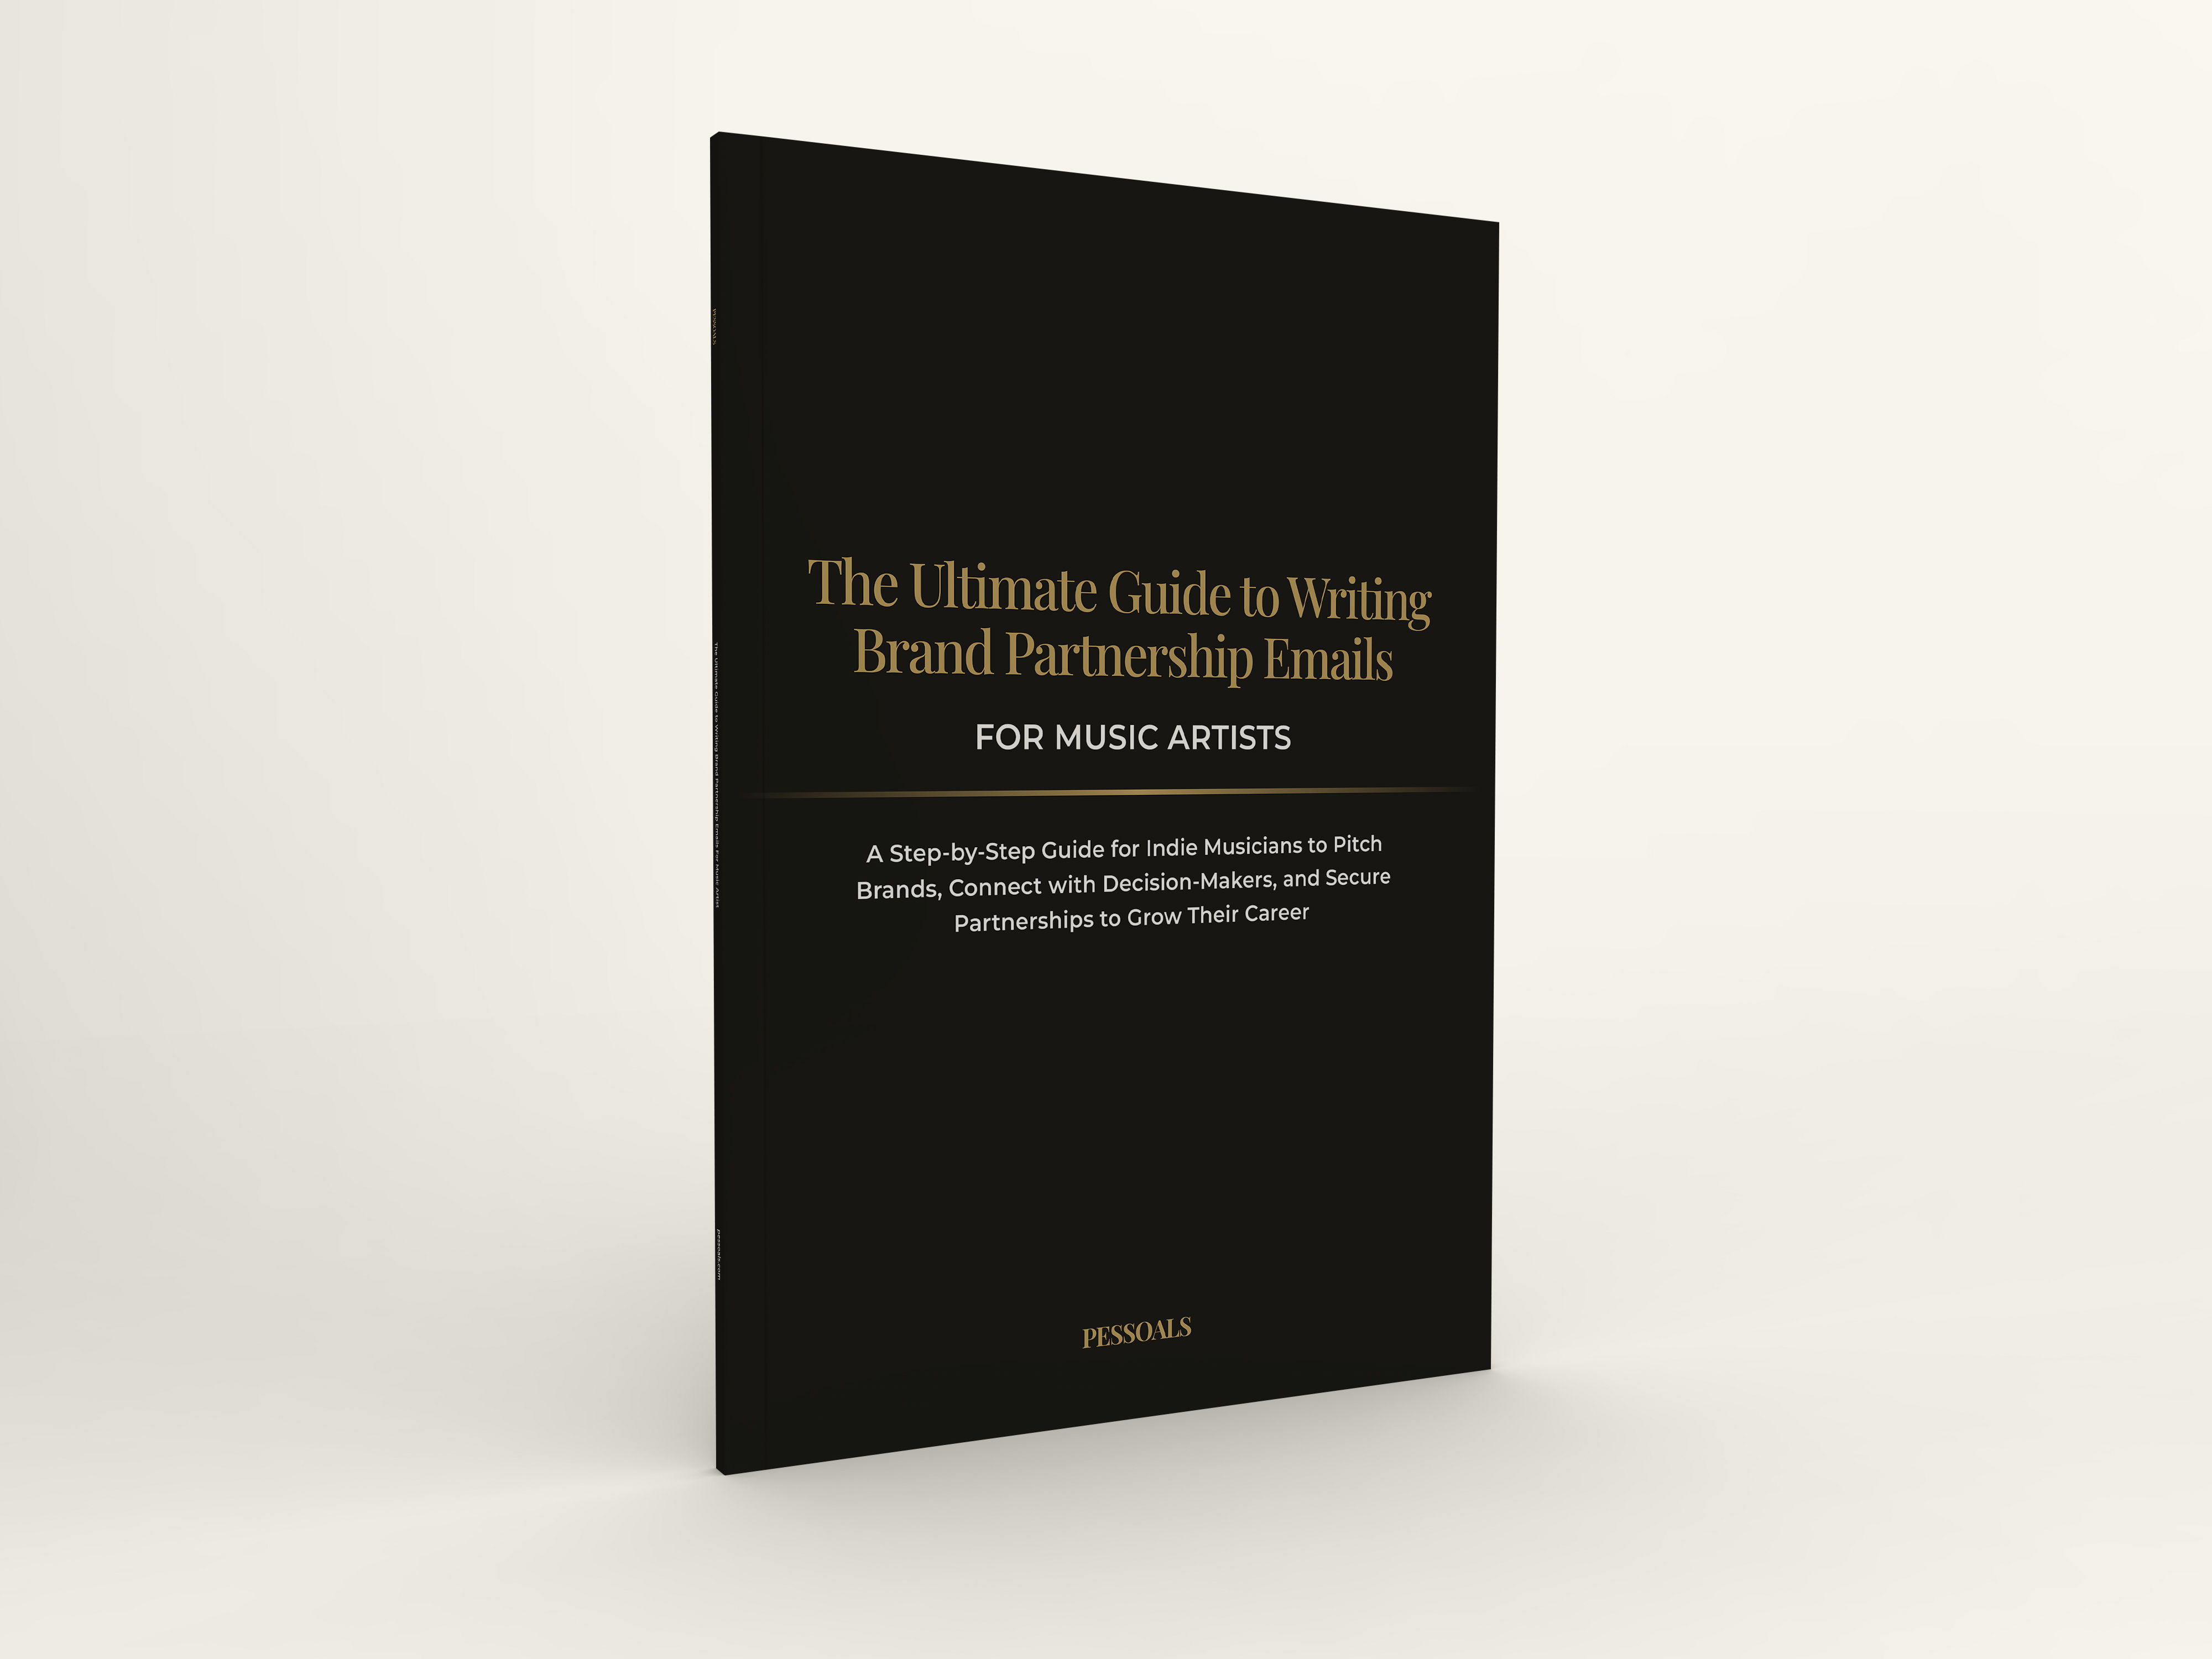 The Ultimate Guide to Writing
Brand Partnership Emails
FOR MUSIC ARTISTS
A Step-by-Step Guide for Indie Musicians to Pitch
Brands, Connect with Decision-Makers, and Secure
Partnerships to Grow Their Career
PESSOALS
PESSOALS
The Ultimate Guide to Writing Brand Partnership Emails For Music Artist
pessoals.com